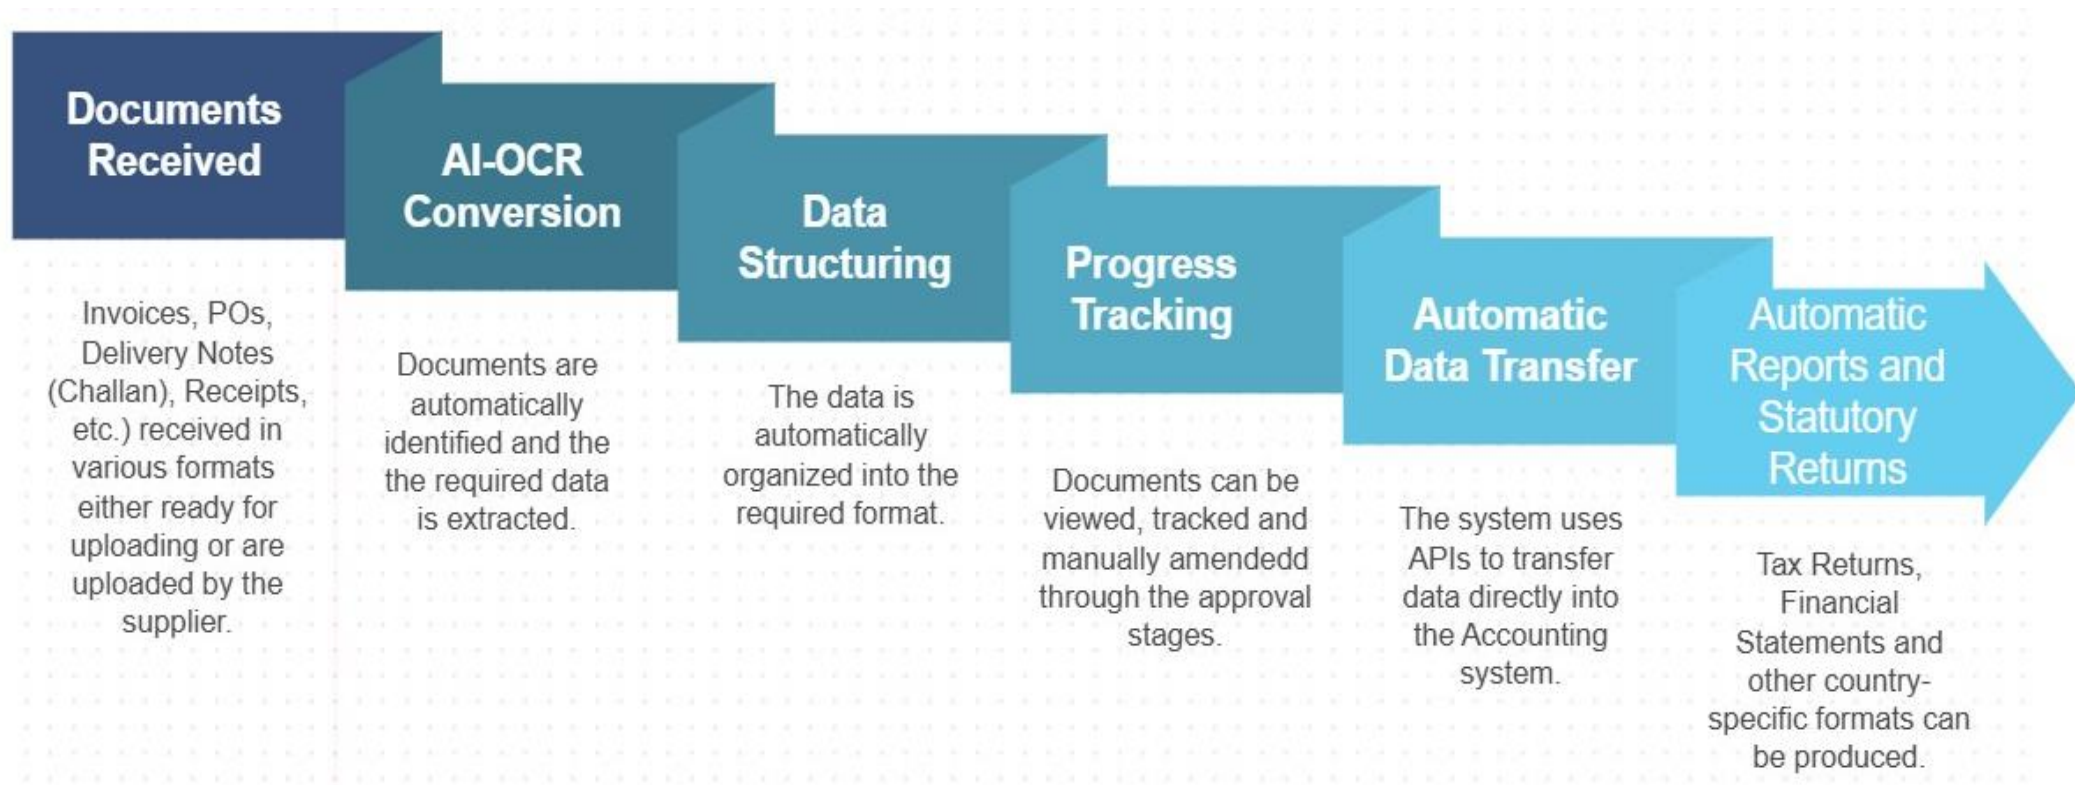 Documents
Received
Invoices, POs,
Delivery Notes
(Challan), Receipts,
etc.) received in
various formats
either ready for
uploading or are
uploaded by the
supplier.
AI-OCR
Conversion
Documents are
automatically
identified and the
the required data
is extracted.
Data
Structuring
The data is
automatically
organized into the
required format.
Progress
Tracking
Documents can be
viewed, tracked and
manually amendedd
through the approval
stages.
Automatic
Data Transfer
The system uses
APIs to transfer
data directly into
the Accounting
system.
Automatic
Reports and
Statutory
Returns
Tax Returns,
Financial
Statements and
other country-
specific formats can
be produced.